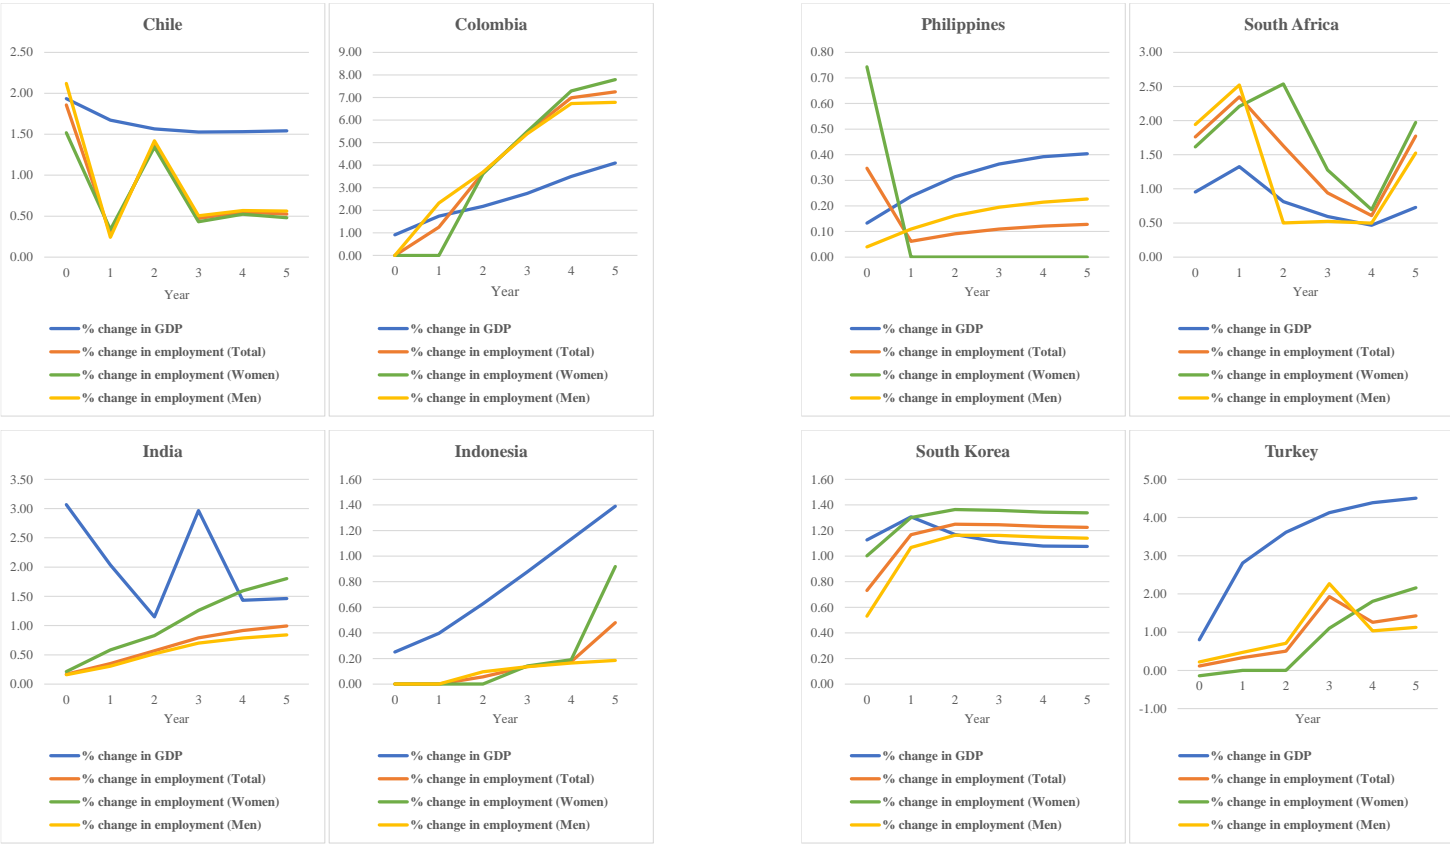 Chile
2.50
2.00
1.50
1.00
0.50
0.00
0 1 2 3 4 5
Year
% change in GDP
% change in employment (Total)
% change in employment (Women)
% change in employment (Men)
Colombia
9.00
8.00
7.00
6.00
5.00
4.00
3.00
2.00
1.00
0.00
0 1 2 3 4 5
Year
% change in GDP
% change in employment (Total)
% change in employment (Women)
% change in employment (Men)
Philippines
0.80
0.70
0.60
0.50
0.40
0.30
0.20
0.10
0.00
0 1 2 3 4 5
Year
% change in GDP
% change in employment (Total)
% change in employment (Women)
% change in employment (Men)
South Africa
3.00
2.50
2.00
1.50
1.00
0.50
0.00
0 1 2 3 4 5
Year
% change in GDP
% change in employment (Total)
% change in employment (Women)
% change in employment (Men)
India
3.50
3.00
2.50
2.00
1.50
1.00
0.50
0.00
0 1 2 3 4 5
Year
% change in GDP
% change in employment (Total)
% change in employment (Women)
% change in employment (Men)
Indonesia
1.60
1.40
1.20
1.00
0.80
0.60
0.40
0.20
0.00
0 1 2 3 4 5
Year
% change in GDP
% change in employment (Total)
% change in employment (Women)
% change in employment (Men)
South Korea
1.60
1.40
1.20
1.00
0.80
0.60
0.40
0.20
0.00
0 1 2 3 4 5
Year
% change in GDP
% change in employment (Total)
% change in employment (Women)
% change in employment (Men)
Turkey
5.00
4.00
3.00
2.00
1.00
0.00
-1.00
0 1 2 3 4 5
Year
% change in GDP
% change in employment (Total)
% change in employment (Women)
% change in employment (Men)